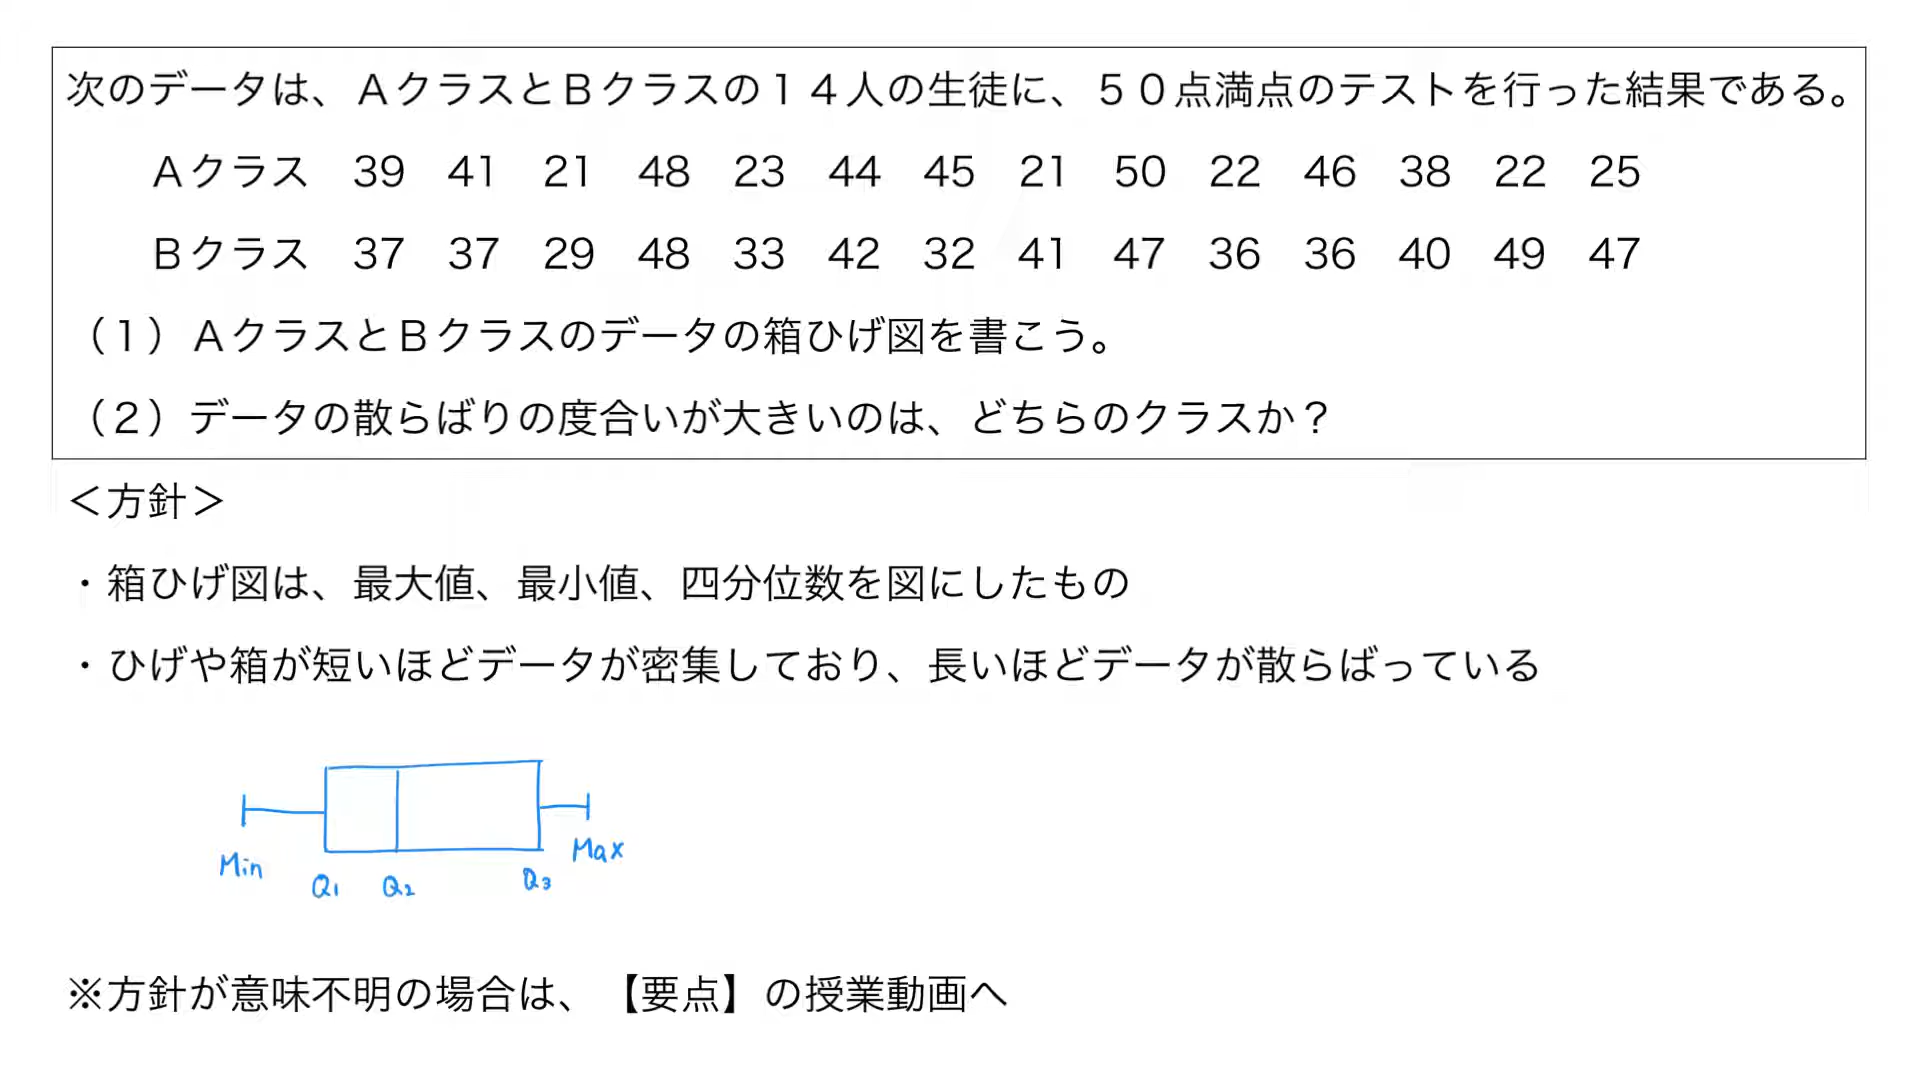 次のデータは、ＡクラスとＢクラスの１４人の生徒に、５０点満点のテストを行った結果である。
Ａクラス 39 41 21 48 23 44 45 21 50 22 46 38 22 25
Ｂクラス 37 37 29 48 33 42 32 41 47 36 36 40 49 47
（１）ＡクラスとＢクラスのデータの箱ひげ図を書こう。
（２）データの散らばりの度合いが大きいのは、どちらのクラスか？
＜方針＞
・箱ひげ図は、最大値、最小値、四分位数を図にしたもの
・ひげや箱が短いほどデータが密集しており、長いほどデータが散らばっている
Min Q₁ Q₂ Q₃ Max
※方針が意味不明の場合は、【要点】の授業動画へ